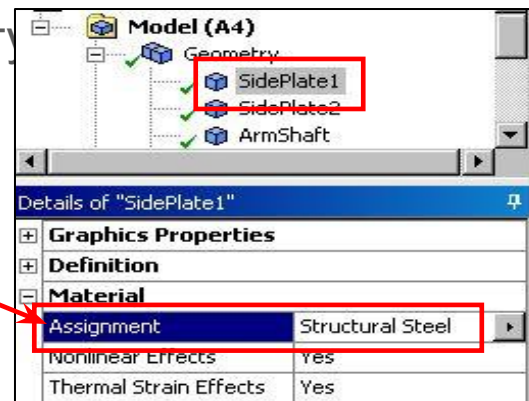 Model (A4)
Geometry
SidePlate1
SidePlate2
ArmShaft
Details of "SidePlate1"
Graphics Properties
Definition
Material
Assignment Structural Steel
Nonlinear Effects Yes
Thermal Strain Effects Yes